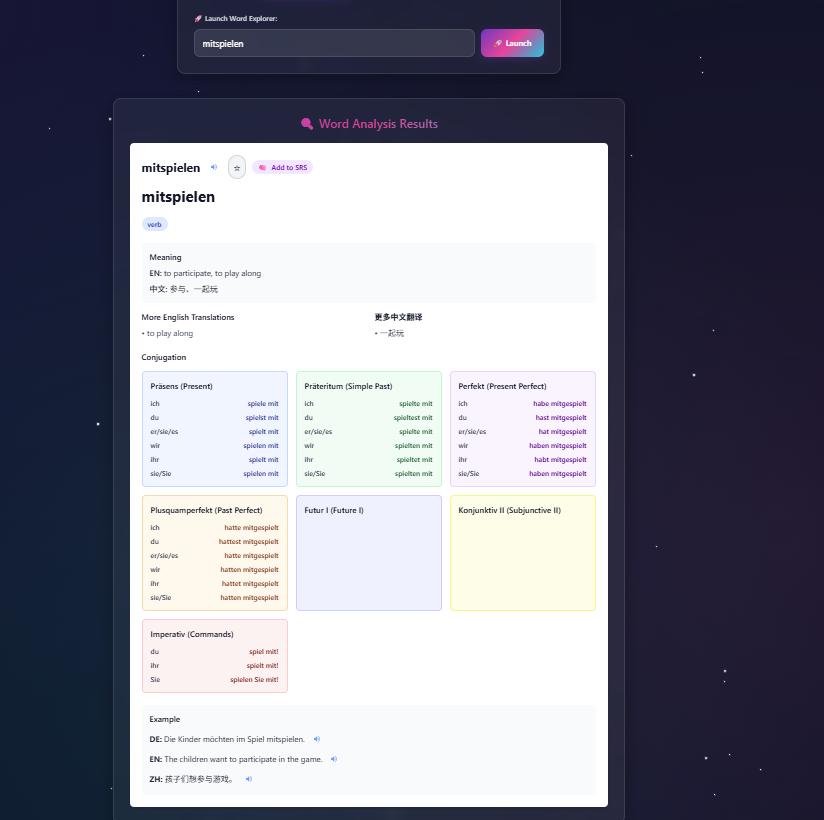 🚀 Launch Word Explorer:
mitspielen
🚀 Launch
🔍 Word Analysis Results
mitspielen 🔊 ☆ 🧠 Add to SRS
mitspielen
verb
Meaning
EN: to participate, to play along
中文: 参与、一起玩
More English Translations
• to play along
更多中文翻译
• 一起玩
Conjugation
Präsens (Present)
ich spiele mit
du spielst mit
er/sie/es spielt mit
wir spielen mit
ihr spielt mit
sie/Sie spielen mit
Präteritum (Simple Past)
ich spielte mit
du spieltest mit
er/sie/es spielte mit
wir spielten mit
ihr spieltet mit
sie/Sie spielten mit
Perfekt (Present Perfect)
ich habe mitgespielt
du hast mitgespielt
er/sie/es hat mitgespielt
wir haben mitgespielt
ihr habt mitgespielt
sie/Sie haben mitgespielt
Plusquamperfekt (Past Perfect)
ich hatte mitgespielt
du hattest mitgespielt
er/sie/es hatte mitgespielt
wir hatten mitgespielt
ihr hattet mitgespielt
sie/Sie hatten mitgespielt
Futur I (Future I)
Konjunktiv II (Subjunctive II)
Imperativ (Commands)
du spiel mit!
ihr spielt mit!
Sie spielen Sie mit!
Example
DE: Die Kinder möchten im Spiel mitspielen. 🔊
EN: The children want to participate in the game. 🔊
ZH: 孩子们想参与游戏。 🔊